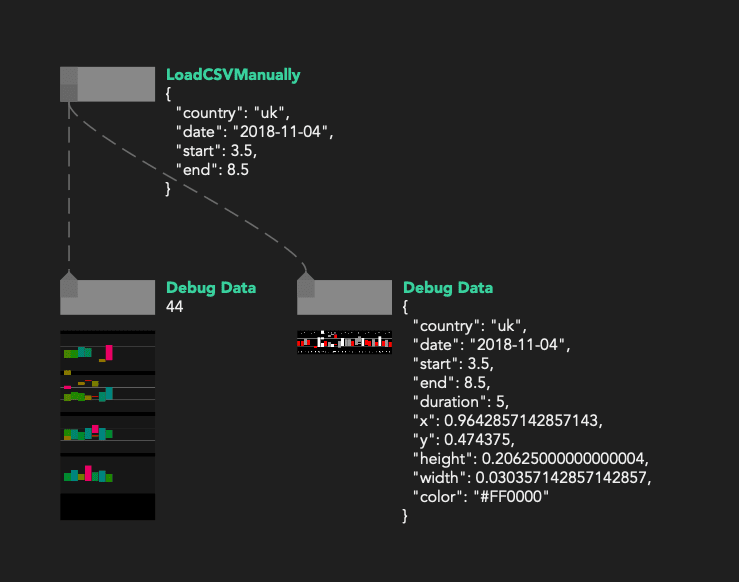 LoadCSVManually
{
"country": "uk",
"date": "2018-11-04",
"start": 3.5,
"end": 8.5
}
Debug Data
44
Debug Data
{
"country": "uk",
"date": "2018-11-04",
"start": 3.5,
"end": 8.5,
"duration": 5,
"x": 0.9642857142857143,
"y": 0.474375,
"height": 0.20625000000000004,
"width": 0.030357142857142857,
"color": "#FF0000"
}